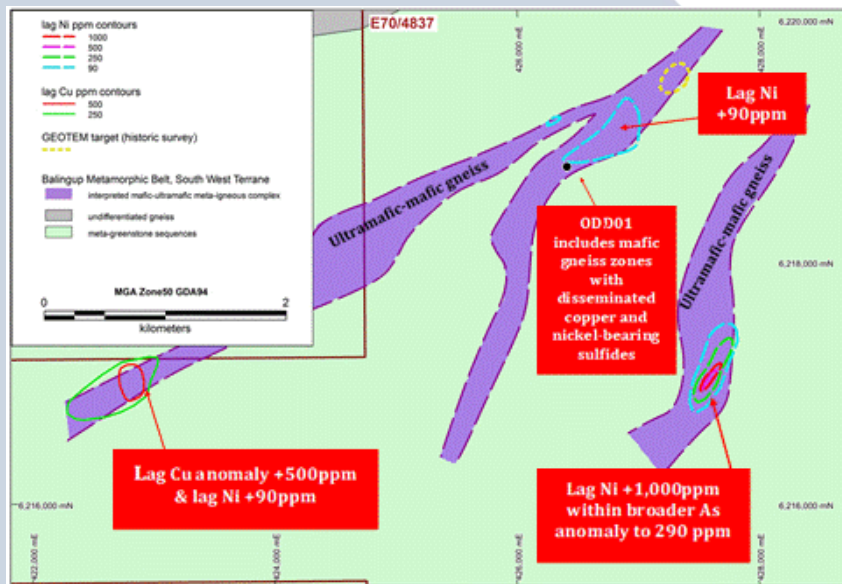 lag Ni ppm contours
1000
500
250
90
lag Cu ppm contours
500
250
GEOTEM target (historic survey)
Balingup Metamorphic Belt, South West Terrane
interpreted mafic-ultramafic meta-igneous complex
undifferentiated gneiss
meta-greenstone sequences
MGA Zone50 GDA94
0 2
kilometers
E70/4837
426,000 mE
428,000 mE
6,220,000 mN
Lag Ni
+90ppm
Ultramafic-mafic gneiss
Ultramafic-mafic gneiss
ODD01
includes mafic
gneiss zones
with
disseminated
copper and
nickel-bearing
sulfides
6,218,000 mN
Lag Cu anomaly +500ppm
& lag Ni +90ppm
Lag Ni +1,000ppm
within broader As
anomaly to 290 ppm
6,216,000 mN
6,216,000 mN
422,000 mE
424,000 mE
426,000 mE
428,000 mE